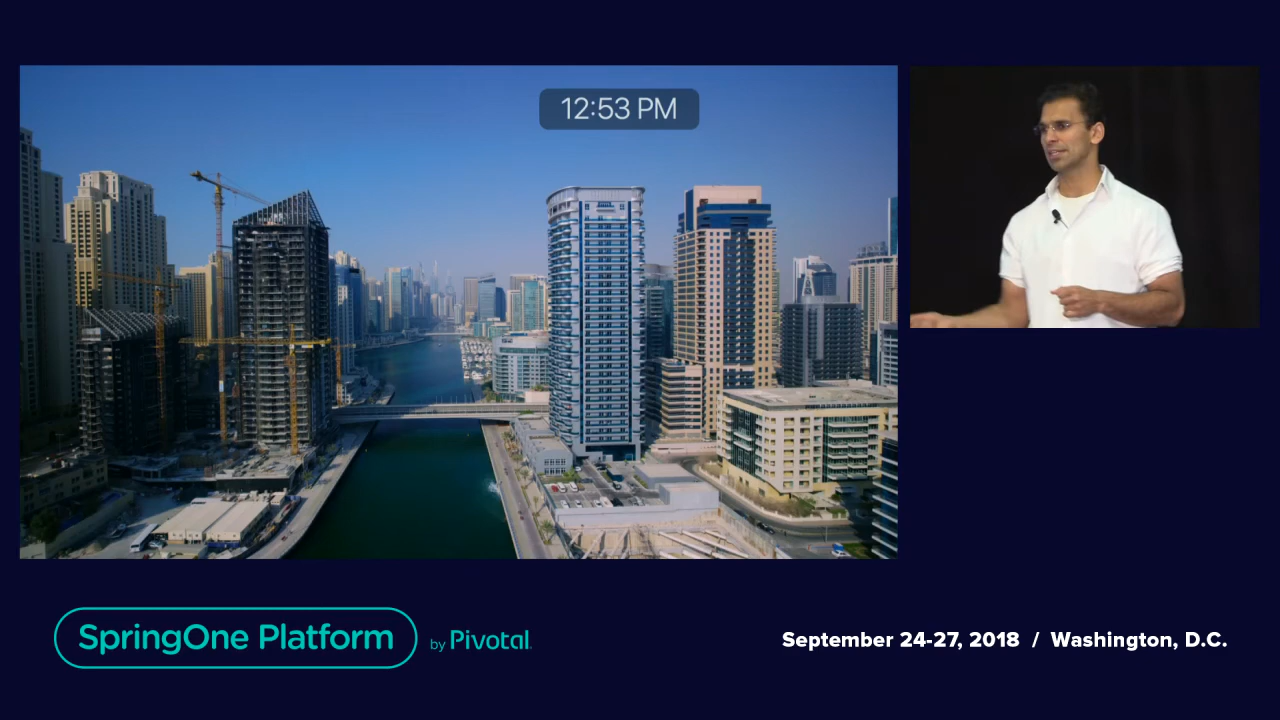 12:53 PM
SpringOne Platform by Pivotal.
September 24-27, 2018 / Washington, D.C.